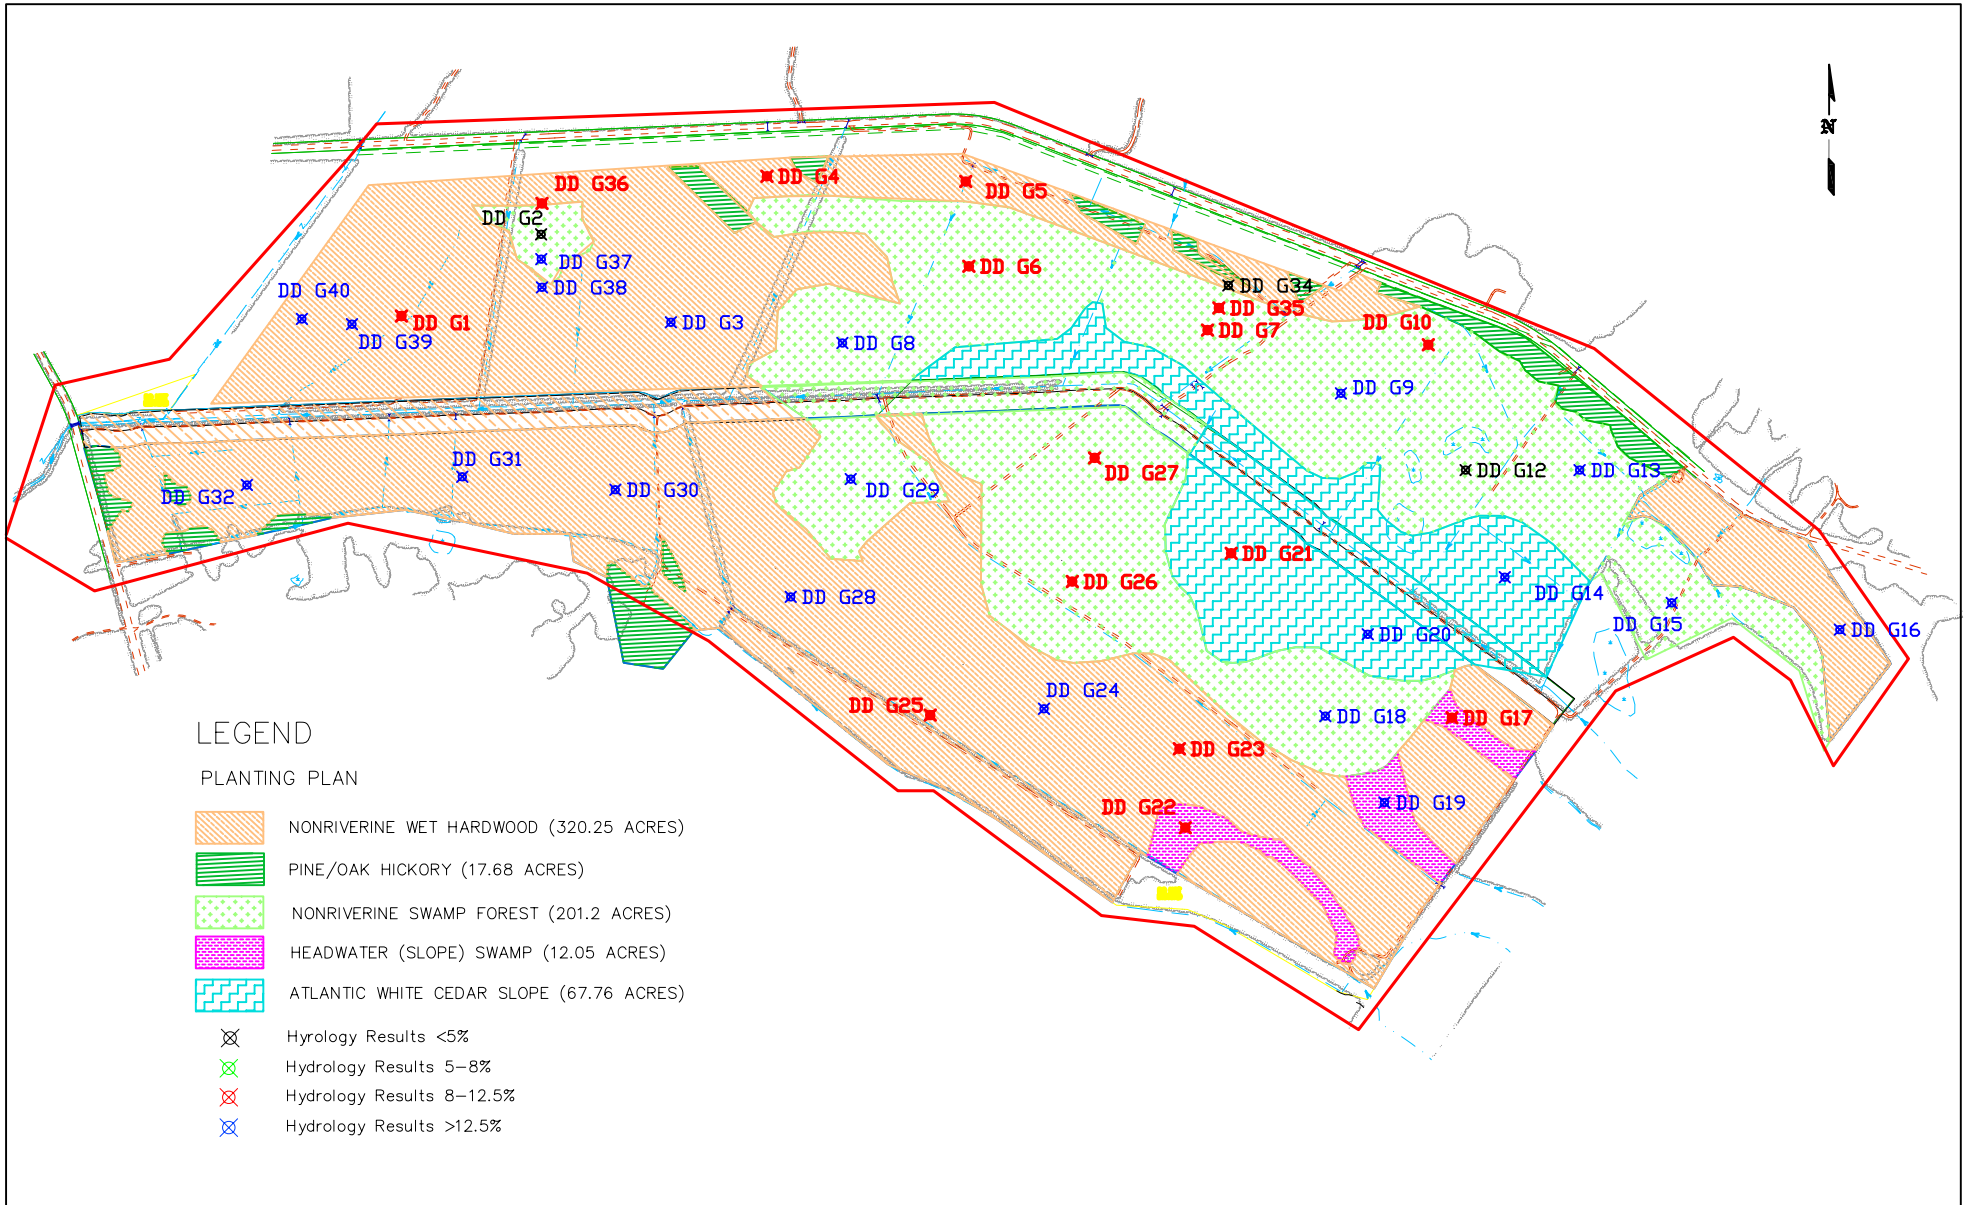 N
DD G36
DD G4
DD G5
DD G2
DD G37
DD G6
DD G40
DD G38
DD G34
DD G1
DD G3
DD G35
DD G10
DD G39
DD G8
DD G7
DD G9
DD G31
DD G27
DD G12
DD G13
DD G32
DD G30
DD G29
DD G21
DD G26
DD G14
DD G28
DD G20
DD G15
DD G16
DD G24
DD G25
DD G18
DD G17
DD G23
DD G22
DD G19
LEGEND
PLANTING PLAN
NONRIVERINE WET HARDWOOD (320.25 ACRES)
PINE/OAK HICKORY (17.68 ACRES)
NONRIVERINE SWAMP FOREST (201.2 ACRES)
HEADWATER (SLOPE) SWAMP (12.05 ACRES)
ATLANTIC WHITE CEDAR SLOPE (67.76 ACRES)
Hyrology Results <5%
Hydrology Results 5-8%
Hydrology Results 8-12.5%
Hydrology Results >12.5%